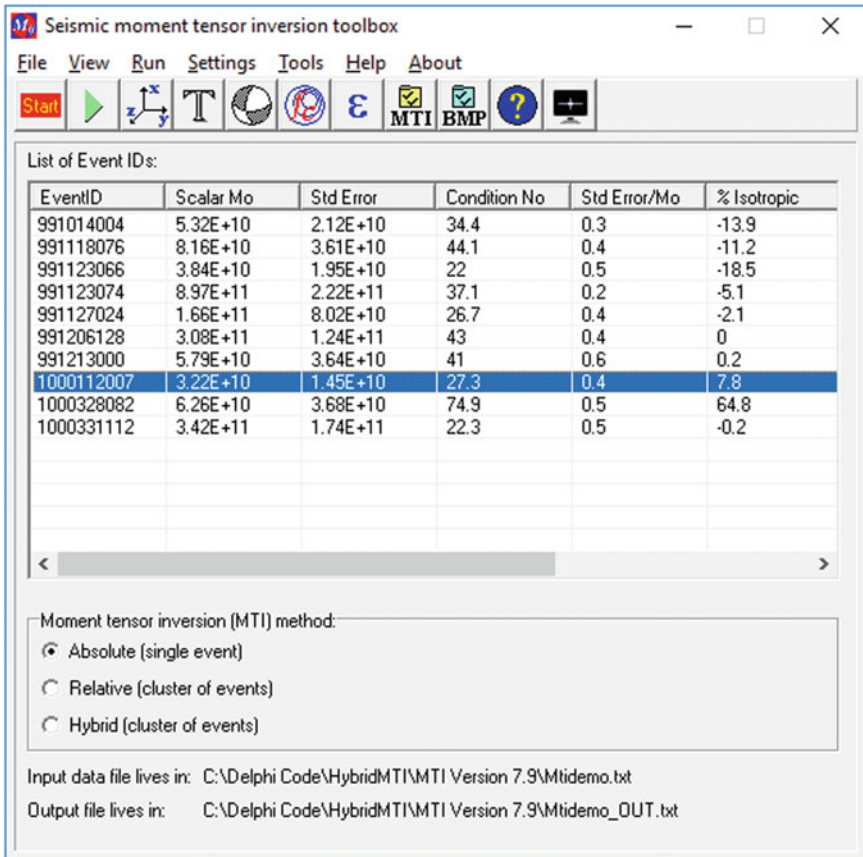 Mo Seismic moment tensor inversion toolbox
File View Run Settings Tools Help About
Start x z y T ε MTI BMP ?
List of Event IDs:
EventID Scalar Mo Std Error Condition No Std Error/Mo % Isotropic
991014004 5.32E+10 2.12E+10 34.4 0.3 -13.9
991118076 8.16E+10 3.61E+10 44.1 0.4 -11.2
991123066 3.84E+10 1.95E+10 22 0.5 -18.5
991123074 8.97E+11 2.22E+11 37.1 0.2 -5.1
991127024 1.66E+11 8.02E+10 26.7 0.4 -2.1
991206128 3.08E+11 1.24E+11 43 0.4 0
991213000 5.79E+10 3.64E+10 41 0.6 0.2
1000112007 3.22E+10 1.45E+10 27.3 0.4 7.8
1000328082 6.26E+10 3.68E+10 74.9 0.5 64.8
1000331112 3.42E+11 1.74E+11 22.3 0.5 -0.2
Moment tensor inversion (MTI) method:
Absolute (single event)
Relative (cluster of events)
Hybrid (cluster of events)
Input data file lives in: C:\Delphi Code\HybridMTI\MTI Version 7.9\Mtidemo.txt
Output file lives in: C:\Delphi Code\HybridMTI\MTI Version 7.9\Mtidemo_OUT.txt